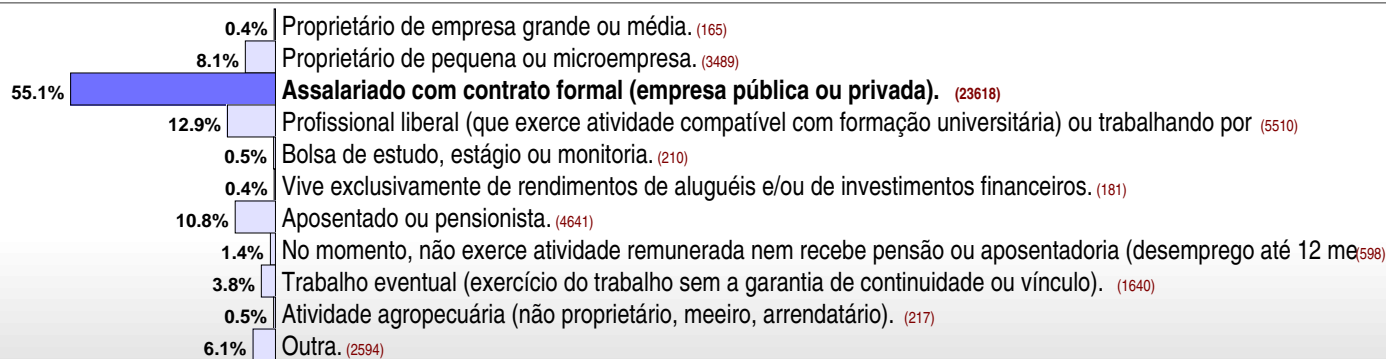 0.4% Proprietário de empresa grande ou média. (165)
8.1% Proprietário de pequena ou microempresa. (3489)
55.1% Assalariado com contrato formal (empresa pública ou privada). (23618)
12.9% Profissional liberal (que exerce atividade compatível com formação universitária) ou trabalhando por (5510)
0.5% Bolsa de estudo, estágio ou monitoria. (210)
0.4% Vive exclusivamente de rendimentos de aluguéis e/ou de investimentos financeiros. (181)
10.8% Aposentado ou pensionista. (4641)
1.4% No momento, não exerce atividade remunerada nem recebe pensão ou aposentadoria (desemprego até 12 me(598)
3.8% Trabalho eventual (exercício do trabalho sem a garantia de continuidade ou vínculo). (1640)
0.5% Atividade agropecuária (não proprietário, meeiro, arrendatário). (217)
6.1% Outra. (2594)